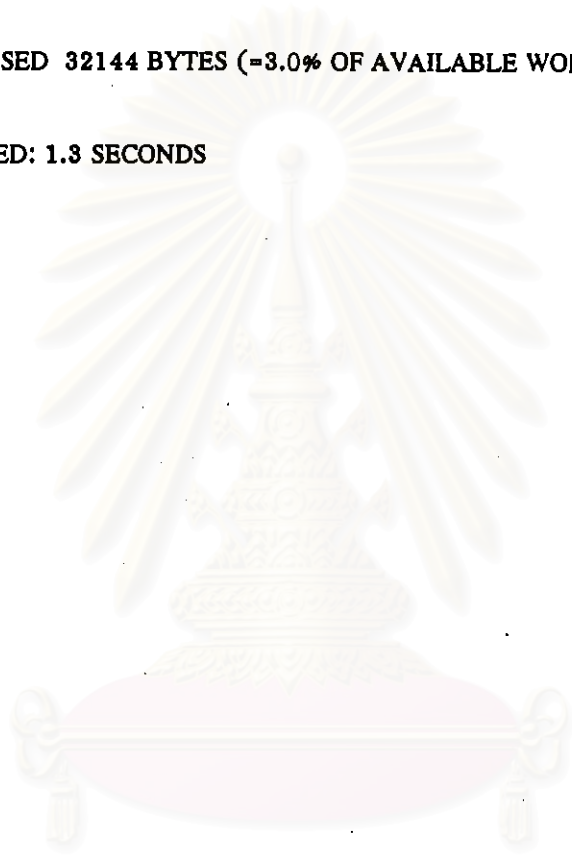 SED 32144 BYTES (=3.0% OF AVAILABLE WO
ED: 1.3 SECONDS